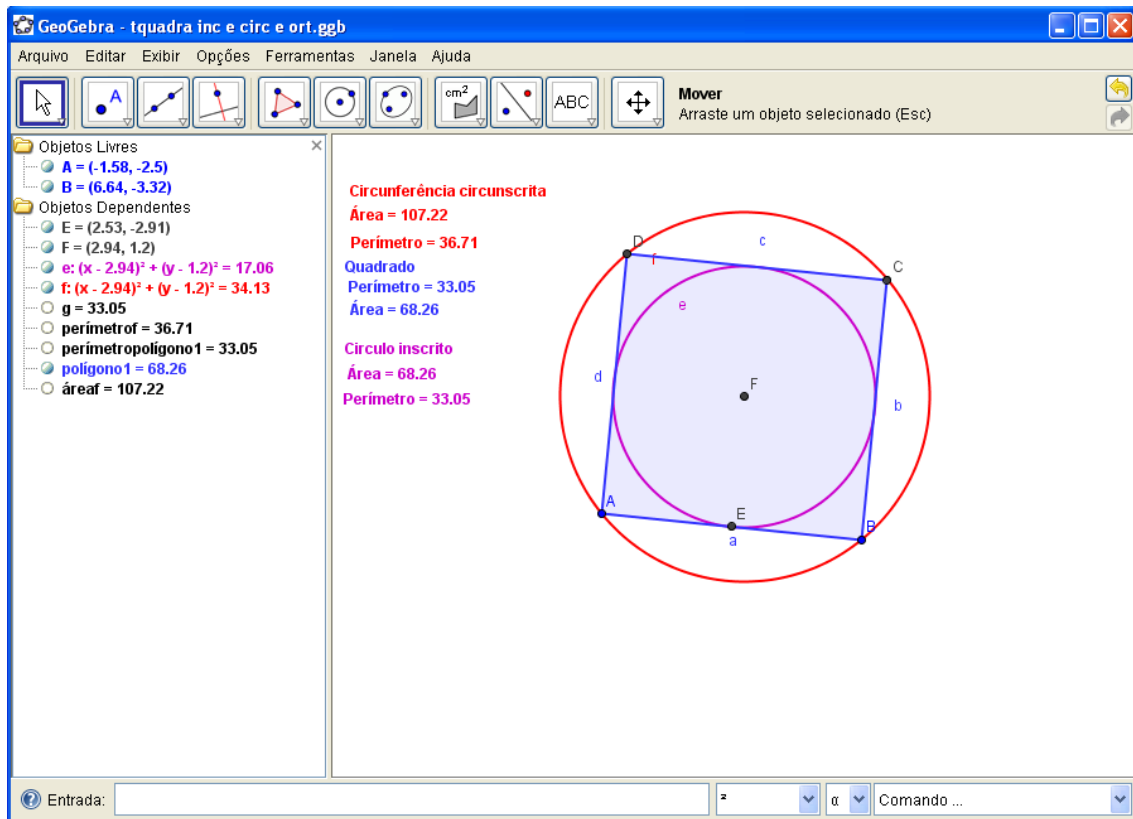 GeoGebra - tquadra inc e circ e ort.ggb
Arquivo Editar Exibir Opções Ferramentas Janela Ajuda
A
cm²
ABC
Mover
Arraste um objeto selecionado (Esc)
Objetos Livres
A = (-1.58, -2.5)
B = (6.64, -3.32)
Objetos Dependentes
E = (2.53, -2.91)
F = (2.94, 1.2)
e: (x - 2.94)² + (y - 1.2)² = 17.06
f: (x - 2.94)² + (y - 1.2)² = 34.13
g = 33.05
perímetrof = 36.71
perímetropolígono1 = 33.05
polígono1 = 68.26
áreaf = 107.22
Circunferência circunscrita
Área = 107.22
Perímetro = 36.71
Quadrado
Perímetro = 33.05
Área = 68.26
Circulo inscrito
Área = 68.26
Perímetro = 33.05
D
c
f
C
e
d
F
b
A
E
B
a
Entrada:
²
α
Comando ...